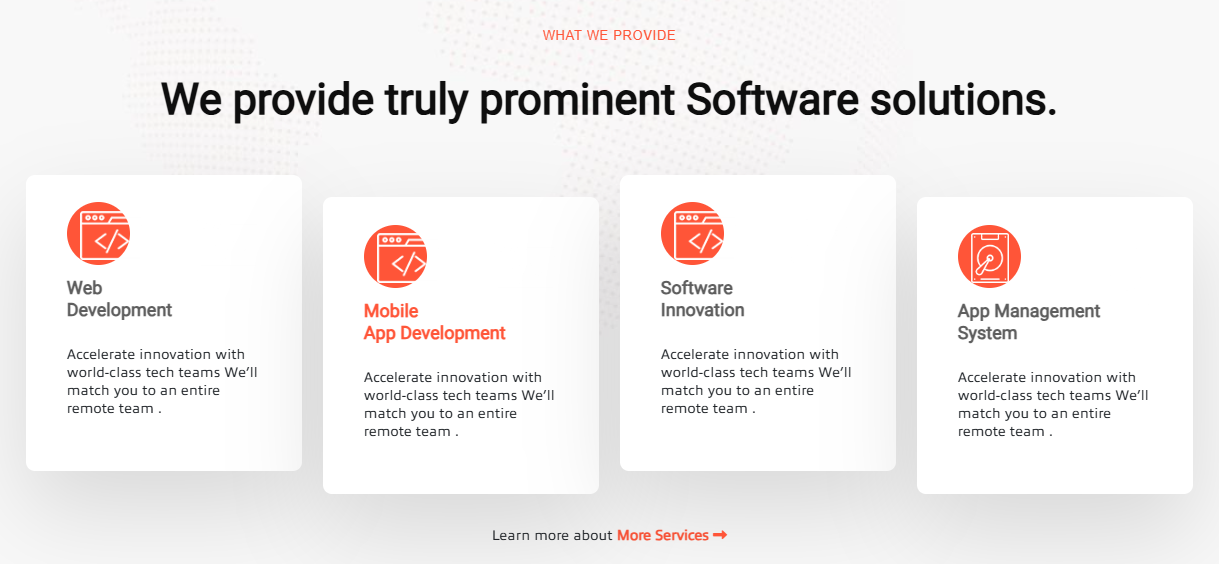 WHAT WE PROVIDE
We provide truly prominent Software solutions.
Web
Development
Accelerate innovation with
world-class tech teams We’ll
match you to an entire
remote team .
Mobile
App Development
Accelerate innovation with
world-class tech teams We’ll
match you to an entire
remote team .
Software
Innovation
Accelerate innovation with
world-class tech teams We’ll
match you to an entire
remote team .
App Management
System
Accelerate innovation with
world-class tech teams We’ll
match you to an entire
remote team .
Learn more about More Services ➞